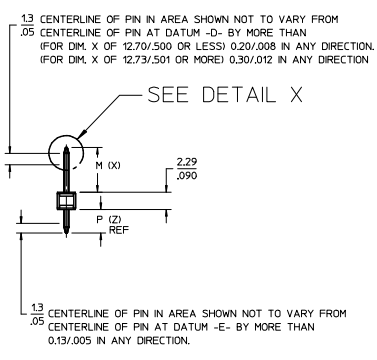 1.3 CENTERLINE OF PIN IN AREA SHOWN NOT TO VARY FROM
.05 CENTERLINE OF PIN AT DATUM -D- BY MORE THAN
(FOR DIM. X OF 12.70/.500 OR LESS) 0.20/.008 IN ANY DIRECTION.
(FOR DIM. X OF 12.73/.501 OR MORE) 0.30/.012 IN ANY DIRECTION
SEE DETAIL X
M (X)
2.29
.090
P (Z)
REF
1.3 CENTERLINE OF PIN IN AREA SHOWN NOT TO VARY FROM
.05 CENTERLINE OF PIN AT DATUM -E- BY MORE THAN
0.13/.005 IN ANY DIRECTION.